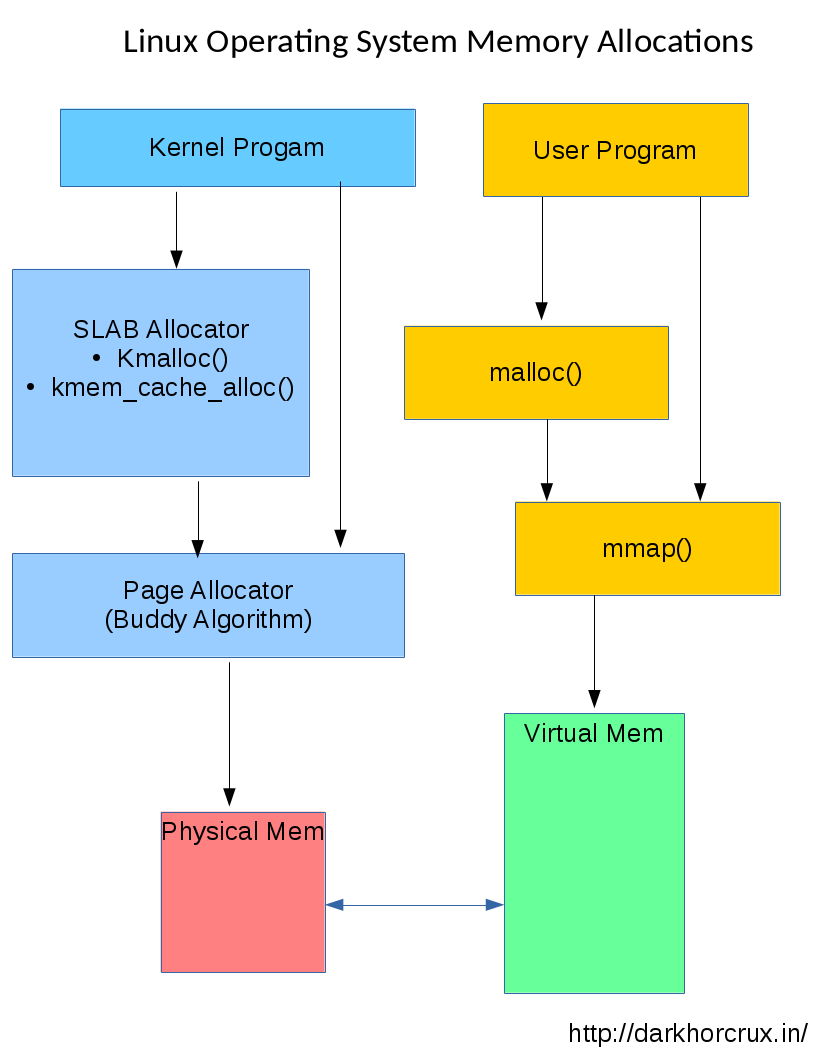 Linux Operating System Memory Allocations
Kernel Progam
User Program
SLAB Allocator
• Kmalloc()
• kmem_cache_alloc()
malloc()
mmap()
Page Allocator
(Buddy Algorithm)
Virtual Mem
Physical Mem
http://darkhorcrux.in/